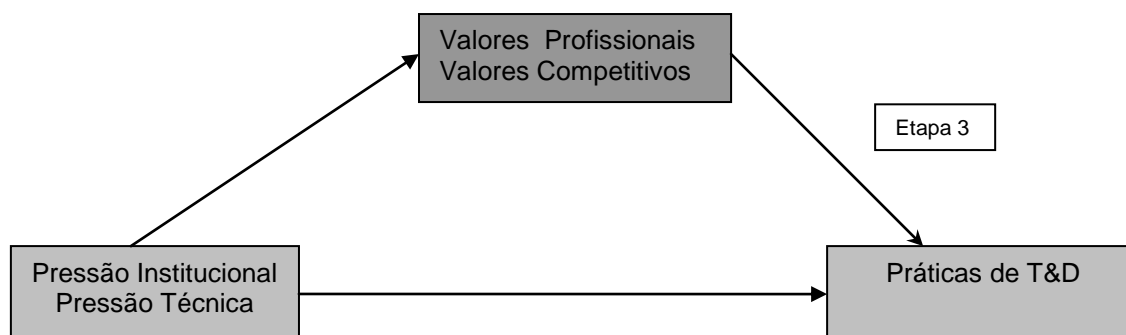 Valores Profissionais
Valores Competitivos
Etapa 3
Pressão Institucional
Pressão Técnica
Práticas de T&D